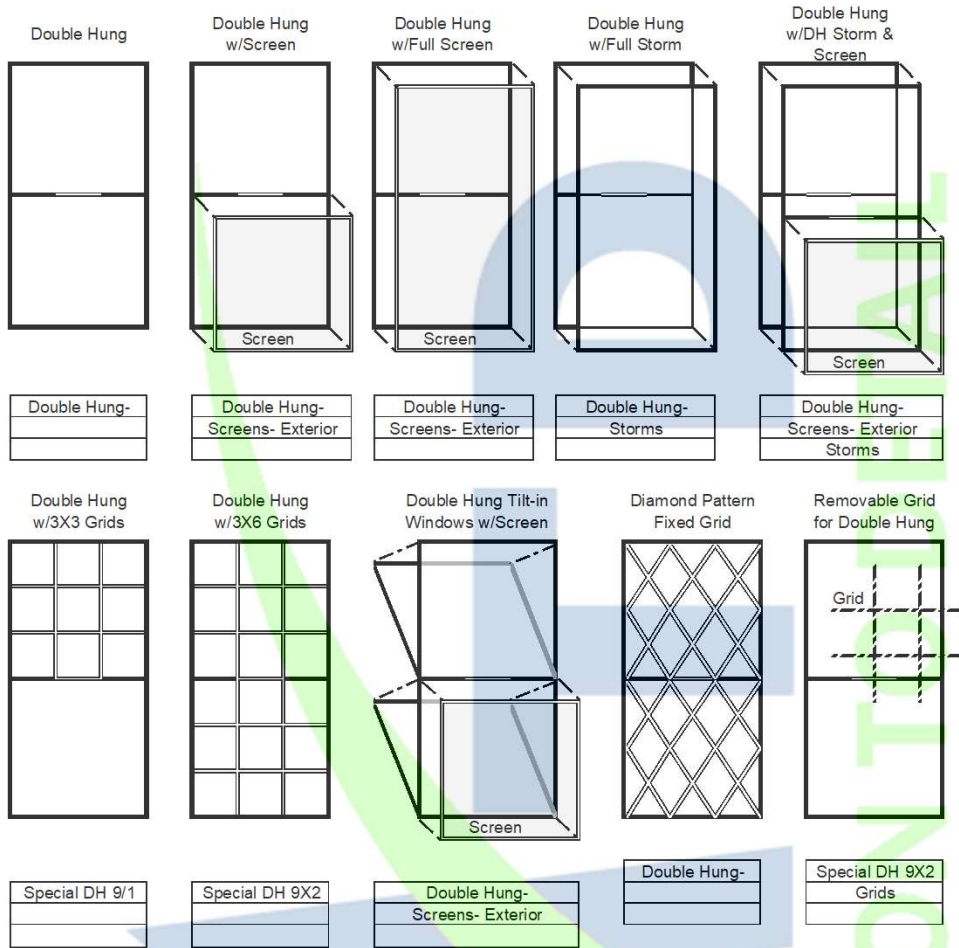 Double Hung
Double Hung
w/Screen
Double Hung
w/Full Screen
Double Hung
w/Full Storm
Double Hung
w/DH Storm &
Screen
Screen
Screen
Screen
Double Hung-
Double Hung-
Screens- Exterior
Double Hung-
Screens- Exterior
Double Hung-
Storms
Double Hung-
Screens- Exterior
Storms
Double Hung
w/3X3 Grids
Double Hung
w/3X6 Grids
Double Hung Tilt-in
Windows w/Screen
Diamond Pattern
Fixed Grid
Removable Grid
for Double Hung
Grid
Screen
Special DH 9/1
Special DH 9X2
Double Hung-
Screens- Exterior
Double Hung-
Special DH 9X2
Grids
ON TO DETAIL